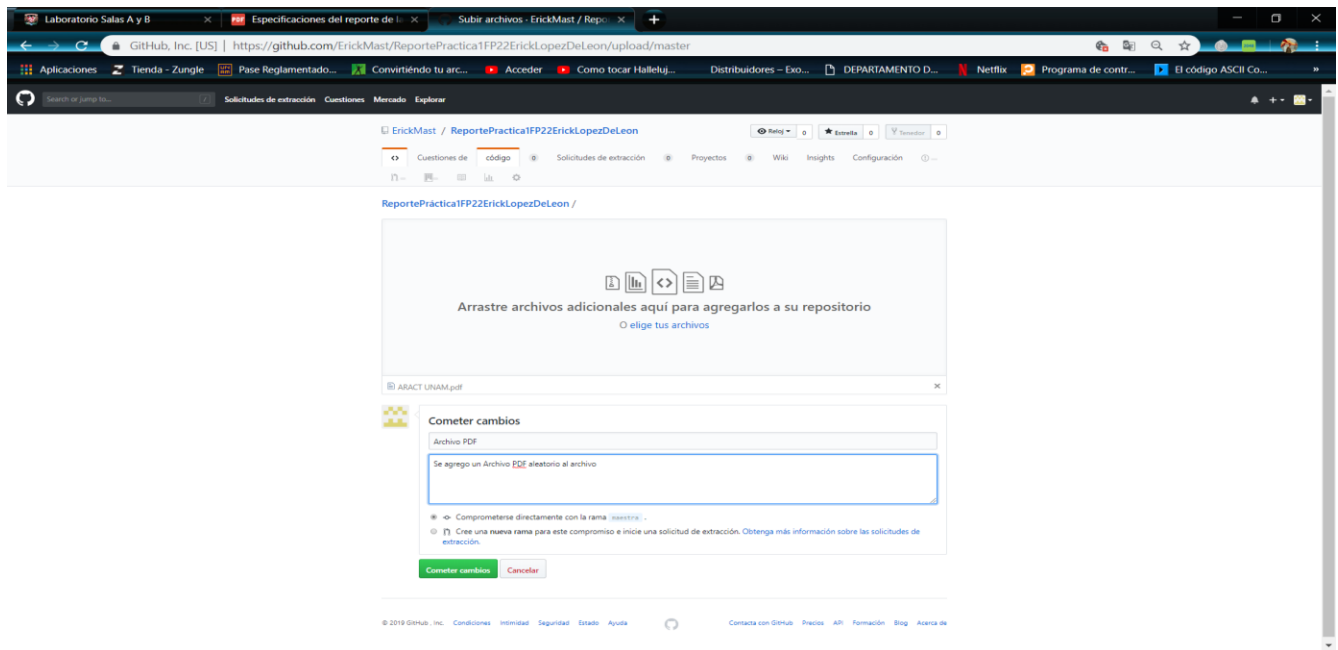 Laboratorio Salas A y B
PDF Especificaciones del reporte de l
Subir archivos - ErickMast / Repo
GitHub, Inc. [US] | https://github.com/ErickMast/ReportePractica1FP22ErickLopezDeLeon/upload/master
Aplicaciones Tienda - Zungle Pase Reglamentado... Convirtiéndo tu arc... Acceder Como tocar Halleluj... Distribuidores – Exo... DEPARTAMENTO D... Netflix Programa de contr... El código ASCII Co... »
Search or jump to... / Solicitudes de extracción Cuestiones Mercado Explorar
ErickMast / ReportePractica1FP22ErickLopezDeLeon Reloj 0 Estrella 0 Tenedor 0
Cuestiones de código 0 Solicitudes de extracción 0 Proyectos 0 Wiki Insights Configuración
ReportePráctica1FP22ErickLopezDeLeon /
Arrastre archivos adicionales aquí para agregarlos a su repositorio
O elige tus archivos
ARACT UNAM.pdf
Cometer cambios
Archivo PDF
Se agrego un Archivo PDF aleatorio al archivo
Comprometerse directamente con la rama maestra .
Cree una nueva rama para este compromiso e inicie una solicitud de extracción. Obtenga más información sobre las solicitudes de
extracción.
Cometer cambios Cancelar
© 2019 GitHub , Inc. Condiciones Intimidad Seguridad Estado Ayuda Contacta con GitHub Precios API Formación Blog Acerca de